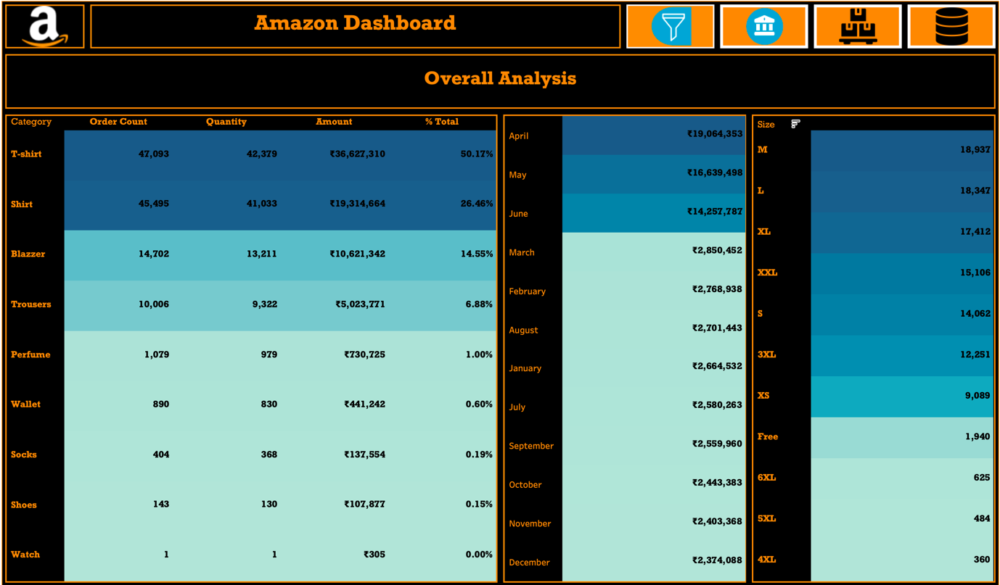 a
Amazon Dashboard
Overall Analysis
Category Order Count Quantity Amount % Total
T-shirt 47,093 42,379 ₹36,627,310 50.17%
Shirt 45,495 41,033 ₹19,314,664 26.46%
Blazzer 14,702 13,211 ₹10,621,342 14.55%
Trousers 10,006 9,322 ₹5,023,771 6.88%
Perfume 1,079 979 ₹730,725 1.00%
Wallet 890 830 ₹441,242 0.60%
Socks 404 368 ₹137,554 0.19%
Shoes 143 130 ₹107,877 0.15%
Watch 1 1 ₹305 0.00%
April ₹19,064,353
May ₹16,639,498
June ₹14,257,787
March ₹2,850,452
February ₹2,768,938
August ₹2,701,443
January ₹2,664,532
July ₹2,580,263
September ₹2,559,960
October ₹2,443,383
November ₹2,403,368
December ₹2,374,088
Size
M 18,937
L 18,347
XL 17,412
XXL 15,106
S 14,062
3XL 12,251
XS 9,089
Free 1,940
6XL 625
5XL 484
4XL 360